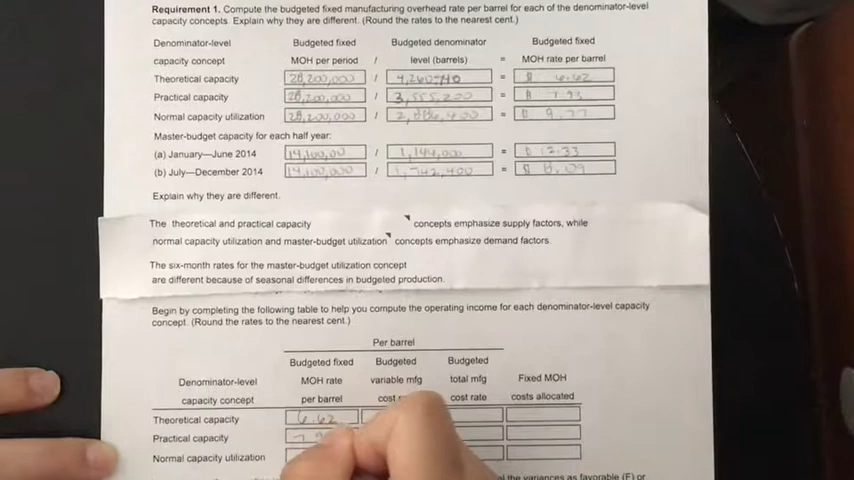 Requirement 1. Compute the budgeted fixed manufacturing overhead rate per barrel for each of the denominator-level
capacity concepts. Explain why they are different. (Round the rates to the nearest cent.)
Denominator-level Budgeted fixed Budgeted denominator Budgeted fixed
capacity concept MOH per period / level (barrels) = MOH rate per barrel
Theoretical capacity 28,200,000 / = $ 6.62
Practical capacity 28,200,000 / 3,555,200 = $ 7.93
Normal capacity utilization 28,200,000 / 2,886,400 = $ 9.77
Master-budget capacity for each half year:
(a) January—June 2014 14,100,00 / 1,144,000 = $ 12.33
(b) July—December 2014 14,100,000 / 1,742,400 = $ 8.09
Explain why they are different.
The theoretical and practical capacity concepts emphasize supply factors, while
normal capacity utilization and master-budget utilization concepts emphasize demand factors.
The six-month rates for the master-budget utilization concept
are different because of seasonal differences in budgeted production.
Begin by completing the following table to help you compute the operating income for each denominator-level capacity
concept. (Round the rates to the nearest cent.)
Per barrel
Budgeted fixed Budgeted Budgeted
Denominator-level MOH rate variable mfg total mfg Fixed MOH
capacity concept per barrel cost cost rate costs allocated
Theoretical capacity 6.62
Practical capacity
Normal capacity utilization
the variances as favorable (F) or